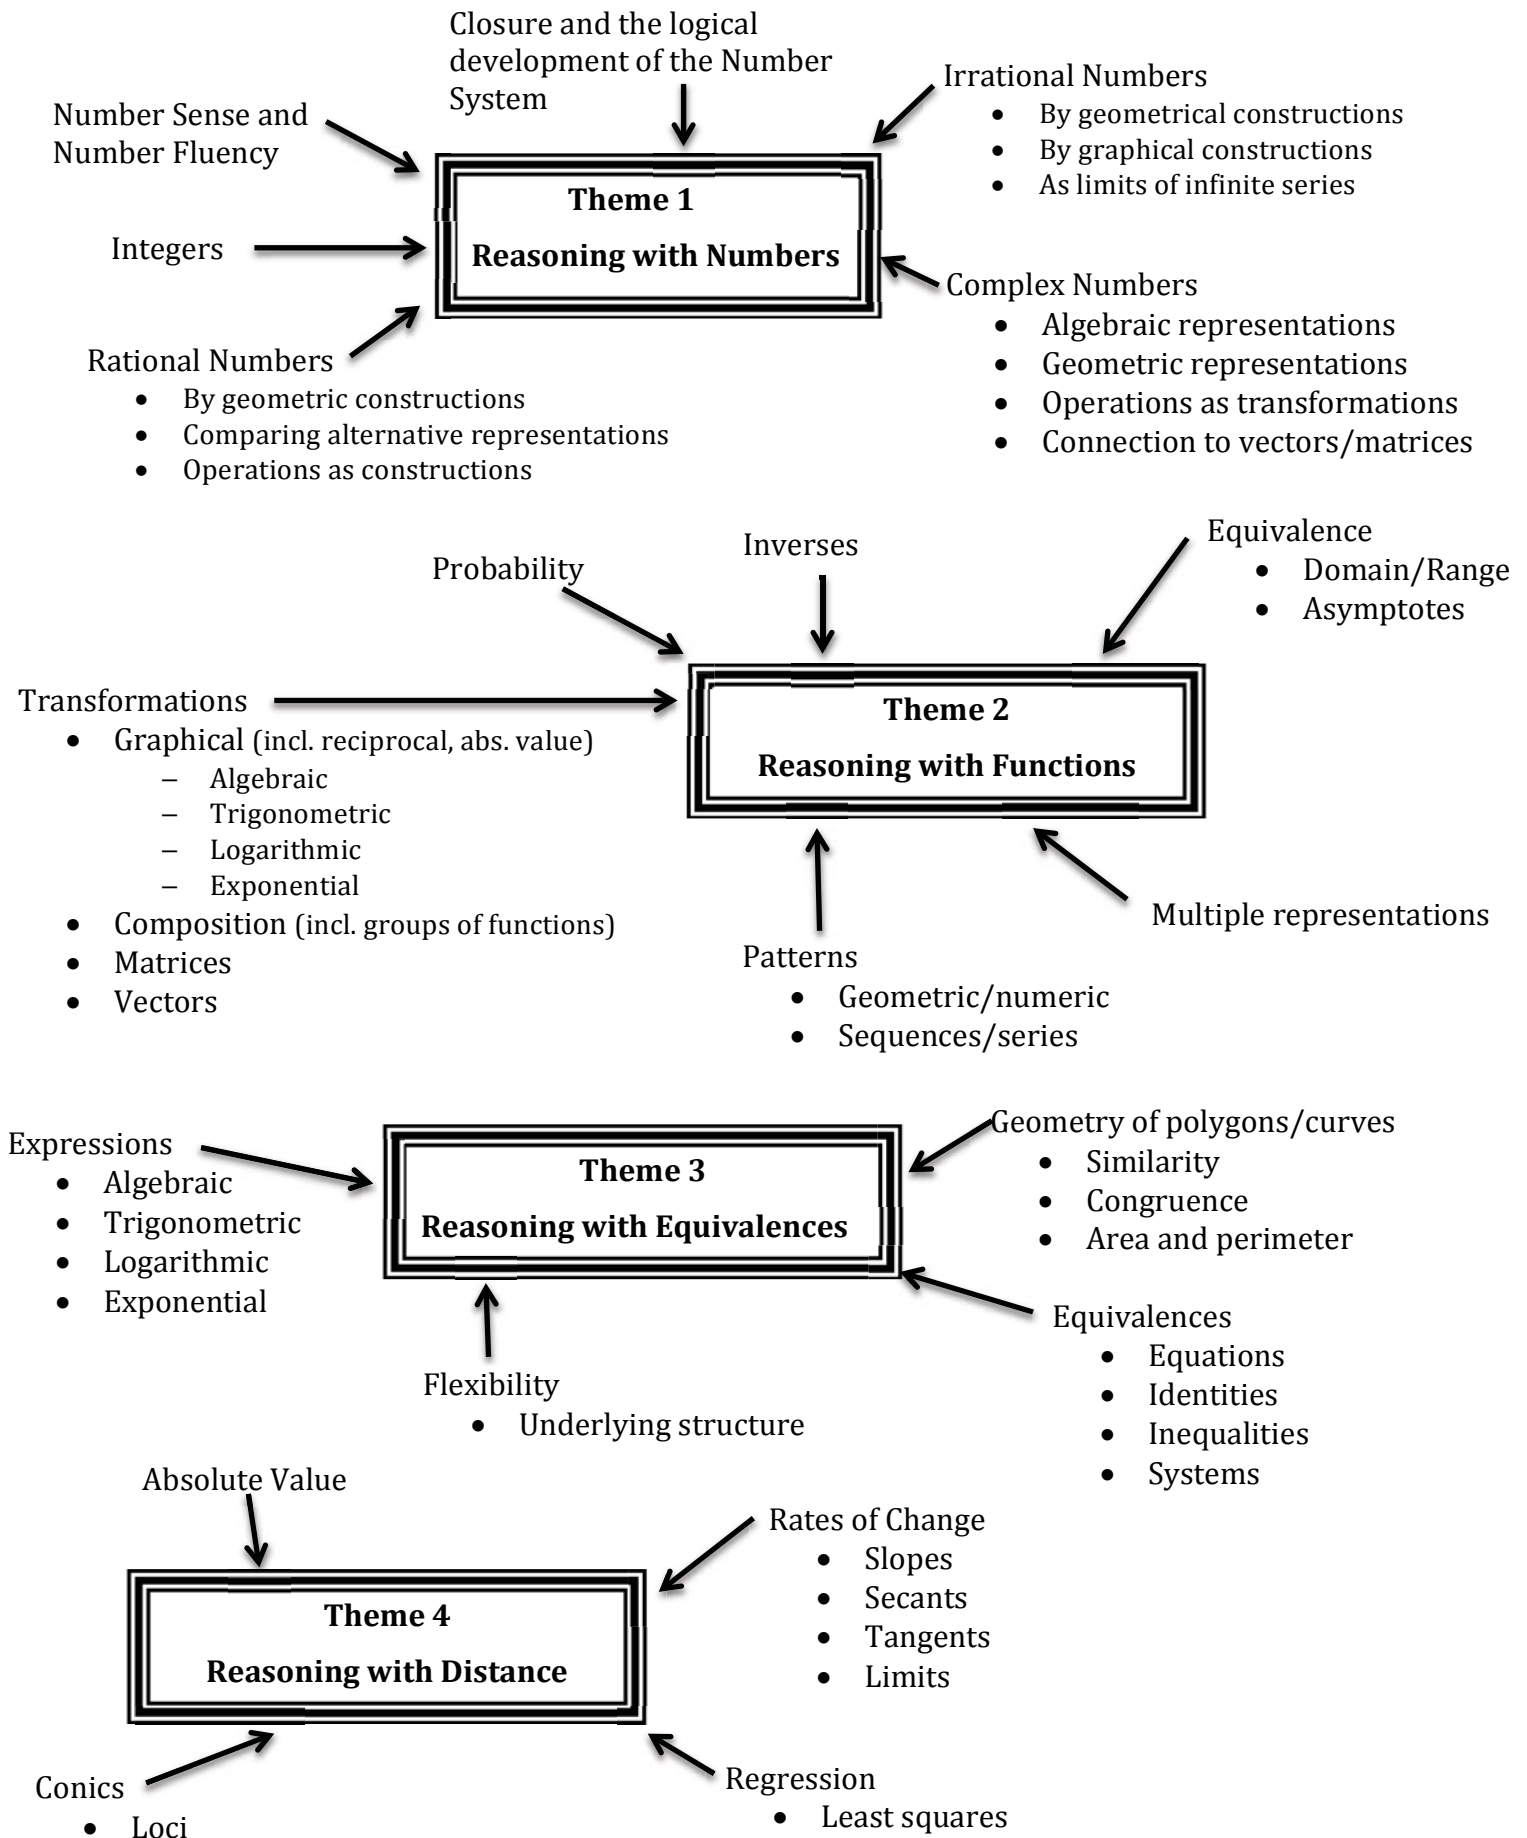 Closure and the logical
development of the Number
System
Number Sense and
Number Fluency
Irrational Numbers
• By geometrical constructions
• By graphical constructions
• As limits of infinite series
Theme 1
Reasoning with Numbers
Integers
Complex Numbers
• Algebraic representations
• Geometric representations
• Operations as transformations
• Connection to vectors/matrices
Rational Numbers
• By geometric constructions
• Comparing alternative representations
• Operations as constructions
Probability
Inverses
Equivalence
• Domain/Range
• Asymptotes
Transformations
• Graphical (incl. reciprocal, abs. value)
– Algebraic
– Trigonometric
– Logarithmic
– Exponential
• Composition (incl. groups of functions)
• Matrices
• Vectors
Theme 2
Reasoning with Functions
Multiple representations
Patterns
• Geometric/numeric
• Sequences/series
Expressions
• Algebraic
• Trigonometric
• Logarithmic
• Exponential
Theme 3
Reasoning with Equivalences
Geometry of polygons/curves
• Similarity
• Congruence
• Area and perimeter
Equivalences
• Equations
• Identities
• Inequalities
• Systems
Flexibility
• Underlying structure
Absolute Value
Rates of Change
• Slopes
• Secants
• Tangents
• Limits
Theme 4
Reasoning with Distance
Conics
• Loci
Regression
• Least squares